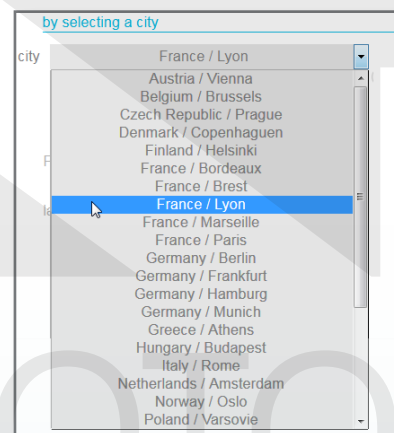 by selecting a city
city France / Lyon
Austria / Vienna
Belgium / Brussels
Czech Republic / Prague
Denmark / Copenhaguen
Finland / Helsinki
France / Bordeaux
France / Brest
France / Lyon
France / Marseille
France / Paris
Germany / Berlin
Germany / Frankfurt
Germany / Hamburg
Germany / Munich
Greece / Athens
Hungary / Budapest
Italy / Rome
Netherlands / Amsterdam
Norway / Oslo
Poland / Varsovie